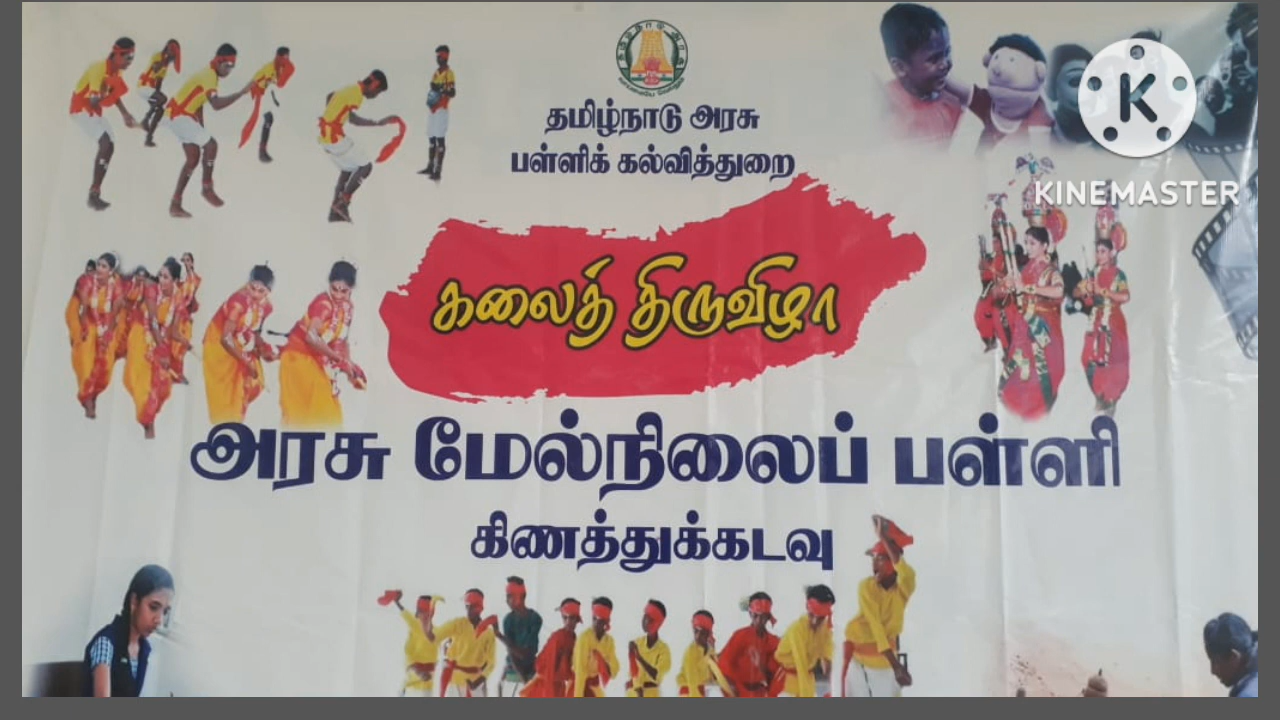 தமிழ்நாடு அரசு
பள்ளிக் கல்வித்துறை
கலைத் திருவிழா
அரசு மேல்நிலைப் பள்ளி
கிணத்துக்கடவு
K
KINEMASTER